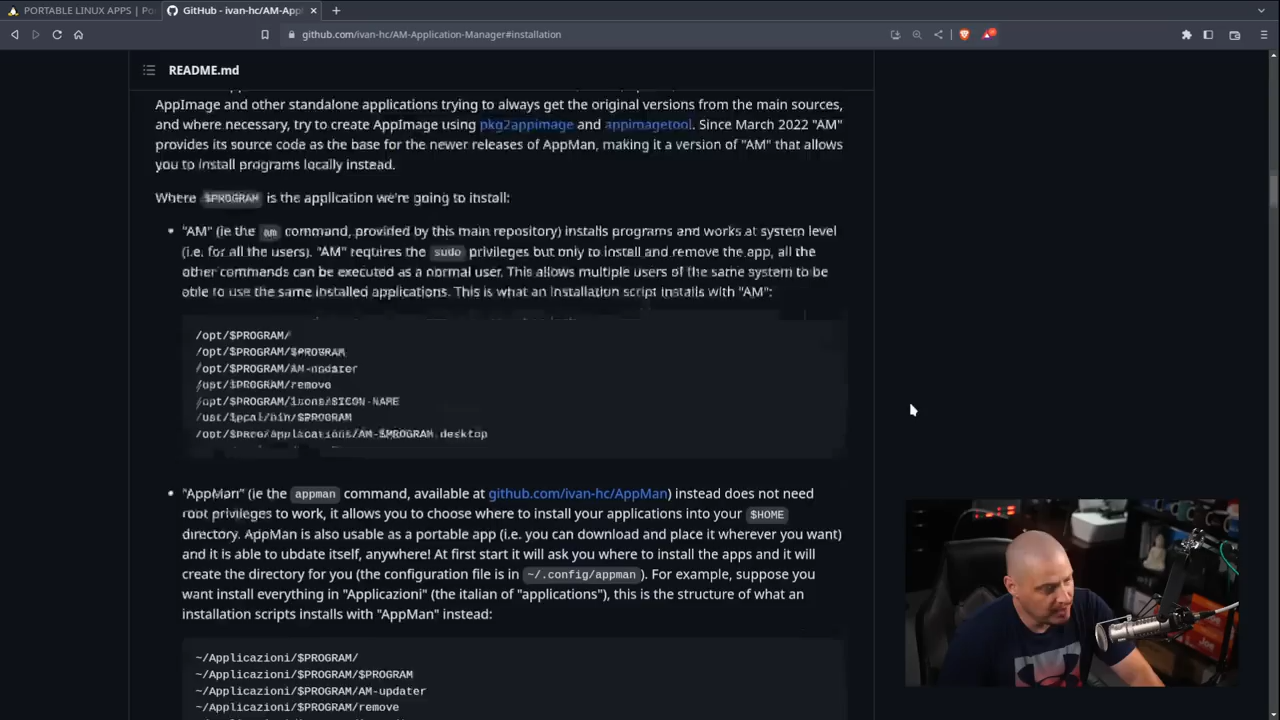 PORTABLE LINUX APPS | Po
GitHub - ivan-hc/AM-Appl
github.com/ivan-hc/AM-Application-Manager#installation
README.md
AppImage and other standalone applications trying to always get the original versions from the main sources,
and where necessary, try to create AppImage using pkg2appimage and appimagetool. Since March 2022 "AM"
provides its source code as the base for the newer releases of AppMan, making it a version of "AM" that allows
you to install programs locally instead.
Where $PROGRAM is the application we're going to install:
"AM" (ie the am command, provided by this main repository) installs programs and works at system level
(i.e. for all the users). "AM" requires the sudo privileges but only to install and remove the app, all the
other commands can be executed as a normal user. This allows multiple users of the same system to be
able to use the same installed applications. This is what an installation script installs with "AM":
/opt/$PROGRAM/
/opt/$PROGRAM/$PROGRAM
/opt/$PROGRAM/AM-updater
/opt/$PROGRAM/remove
/opt/$PROGRAM/icons/$ICON-NAME
/usr/local/bin/$PROGRAM
/AM-$PROGRAM.desktop
"AppMan" (ie the appman command, available at github.com/ivan-hc/AppMan) instead does not need
root privileges to work, it allows you to choose where to install your applications into your $HOME
directory. AppMan is also usable as a portable app (i.e. you can download and place it wherever you want)
and it is able to update itself, anywhere! At first start it will ask you where to install the apps and it will
create the directory for you (the configuration file is in ~/.config/appman). For example, suppose you
want install everything in "Applicazioni" (the italian of "applications"), this is the structure of what an
installation scripts installs with "AppMan" instead:
~/Applicazioni/$PROGRAM/
~/Applicazioni/$PROGRAM/$PROGRAM
~/Applicazioni/$PROGRAM/AM-updater
~/Applicazioni/$PROGRAM/remove